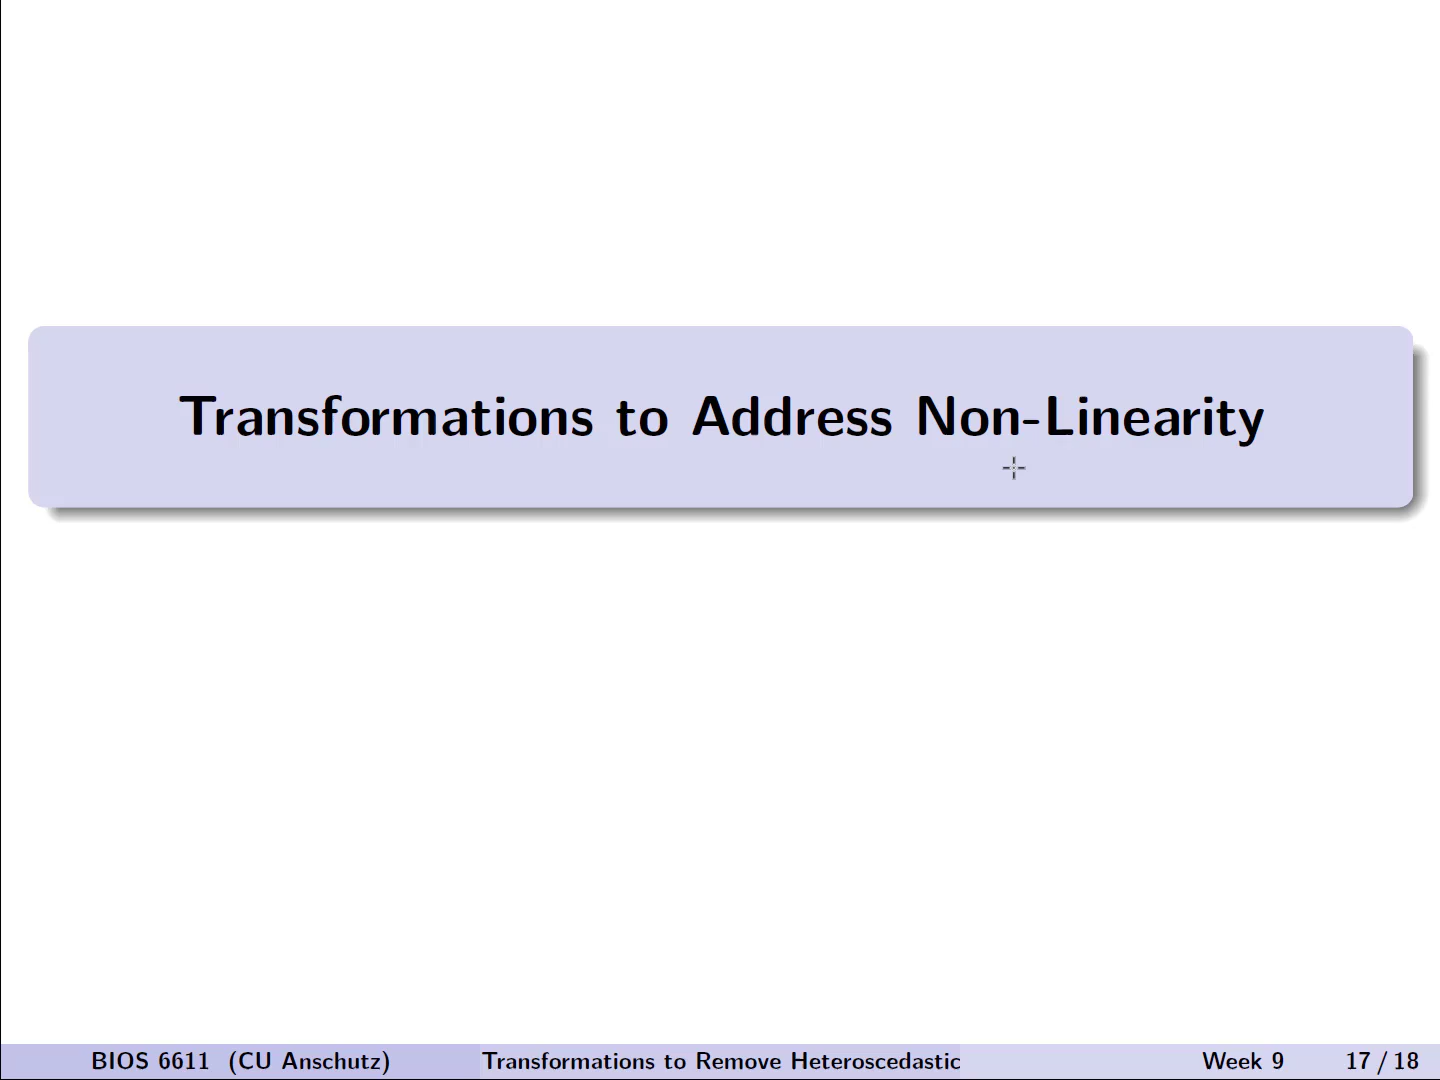 Transformations to Address Non-Linearity
BIOS 6611 (CU Anschutz)
Transformations to Remove Heteroscedastic
Week 9
17 / 18